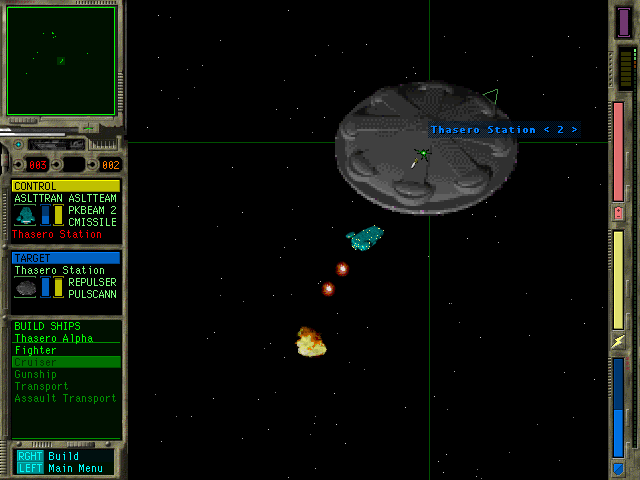 003 002
CONTROL
ASLTTRAN ASLTTEAM
PKBEAM 2
CMISSILE
Thasero Station
TARGET
Thasero Station
REPULSER
PULSCANN
BUILD SHIPS
Thasero Alpha
Fighter
Cruiser
Gunship
Transport
Assault Transport
RGHT Build
LEFT Main Menu
Thasero Station < 2 >